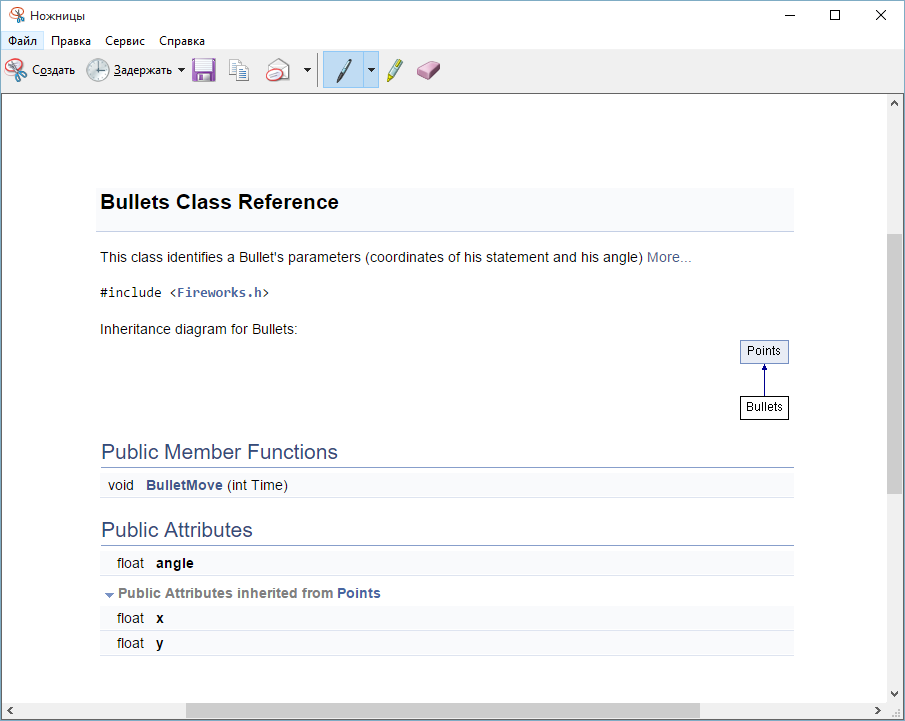 Ножницы
Файл Правка Сервис Справка
Создать Задержать
Bullets Class Reference
This class identifies a Bullet's parameters (coordinates of his statement and his angle) More...
#include <Fireworks.h>
Inheritance diagram for Bullets:
Points
Bullets
Public Member Functions
void BulletMove (int Time)
Public Attributes
float angle
Public Attributes inherited from Points
float x
float y